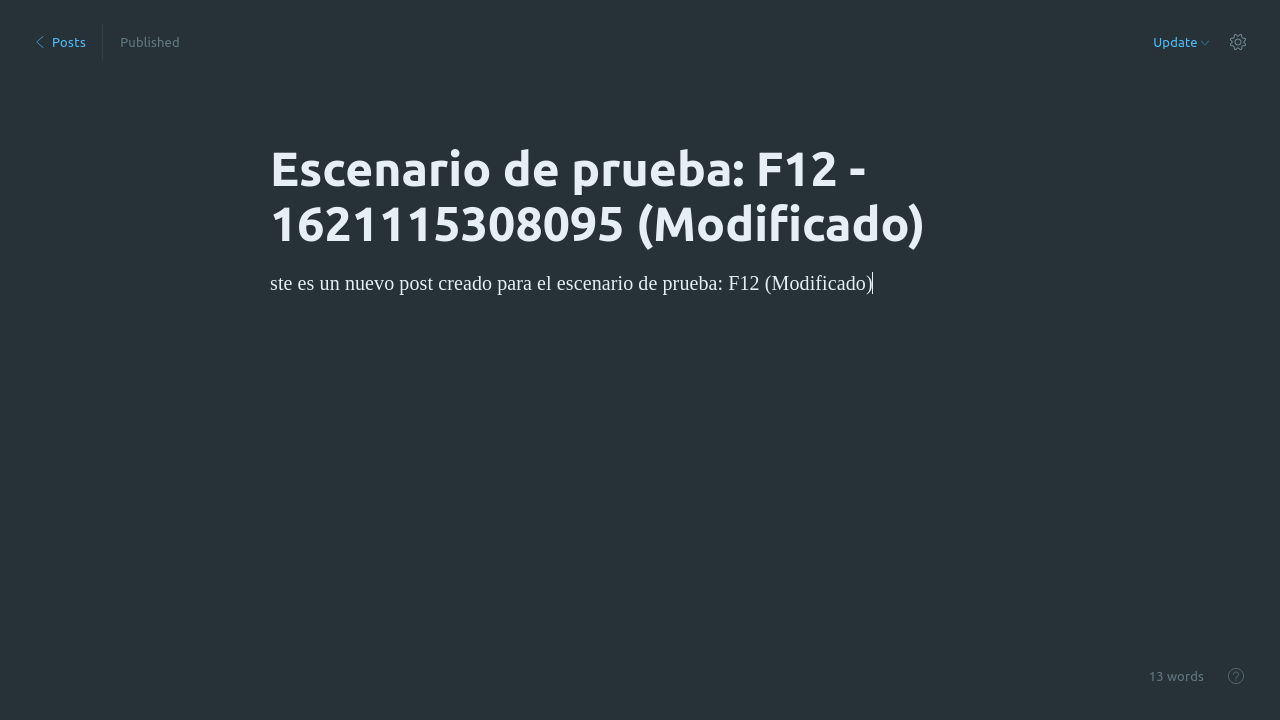 Posts
Published
Update
Escenario de prueba: F12 -
1621115308095 (Modificado)
ste es un nuevo post creado para el escenario de prueba: F12 (Modificado)
13 words
?